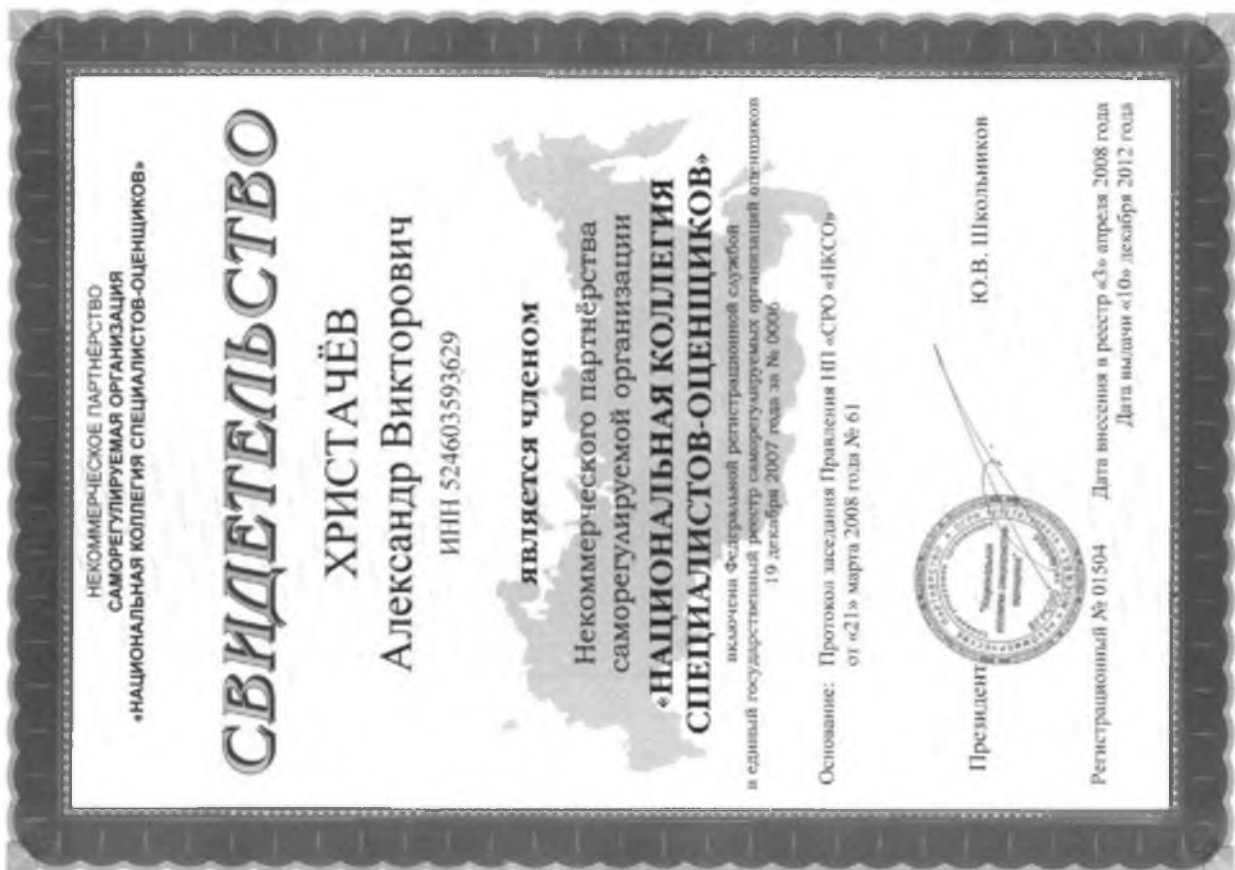 НЕКОММЕРЧЕСКОЕ ПАРТНЁРСТВО
САМОРЕГУЛИРУЕМАЯ ОРГАНИЗАЦИЯ
«НАЦИОНАЛЬНАЯ КОЛЛЕГИЯ СПЕЦИАЛИСТОВ-ОЦЕНЩИКОВ»
СВИДЕТЕЛЬСТВО
ХРИСТАЧЁВ
Александр Викторович
ИНН 524603593629
является членом
Некоммерческого партнёрства
саморегулируемой организации
«НАЦИОНАЛЬНАЯ КОЛЛЕГИЯ
СПЕЦИАЛИСТОВ-ОЦЕНЩИКОВ»
включена Федеральной регистрационной службой
в единый государственный реестр саморегулируемых организаций оценщиков
19 декабря 2007 года за № 0006
Основание: Протокол заседания Правления НП «СРО «НКСО»
от «21» марта 2008 года № 61
Президент Ю.В. Школьников
Регистрационный № 01504 Дата внесения в реестр «3» апреля 2008 года
Дата выдачи «10» декабря 2012 года